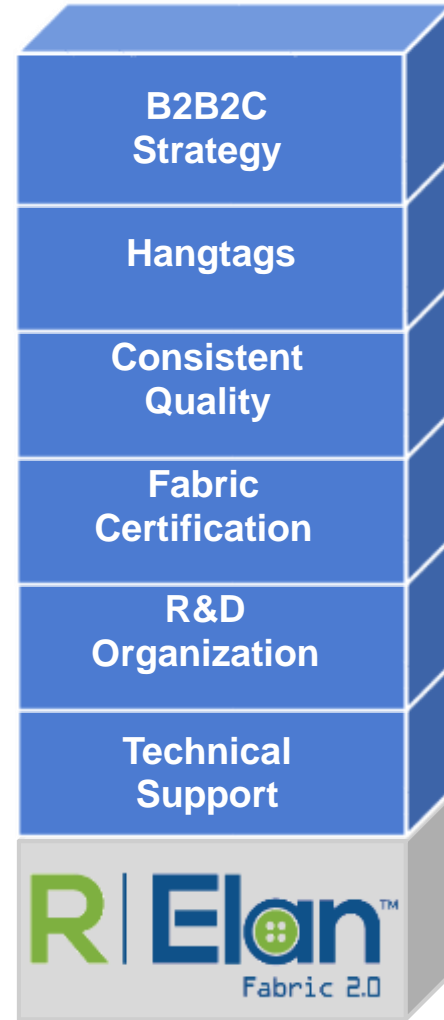 B2B2C
Strategy
Hangtags
Consistent
Quality
Fabric
Certification
R&D
Organization
Technical
Support
R|Elan™
Fabric 2.0